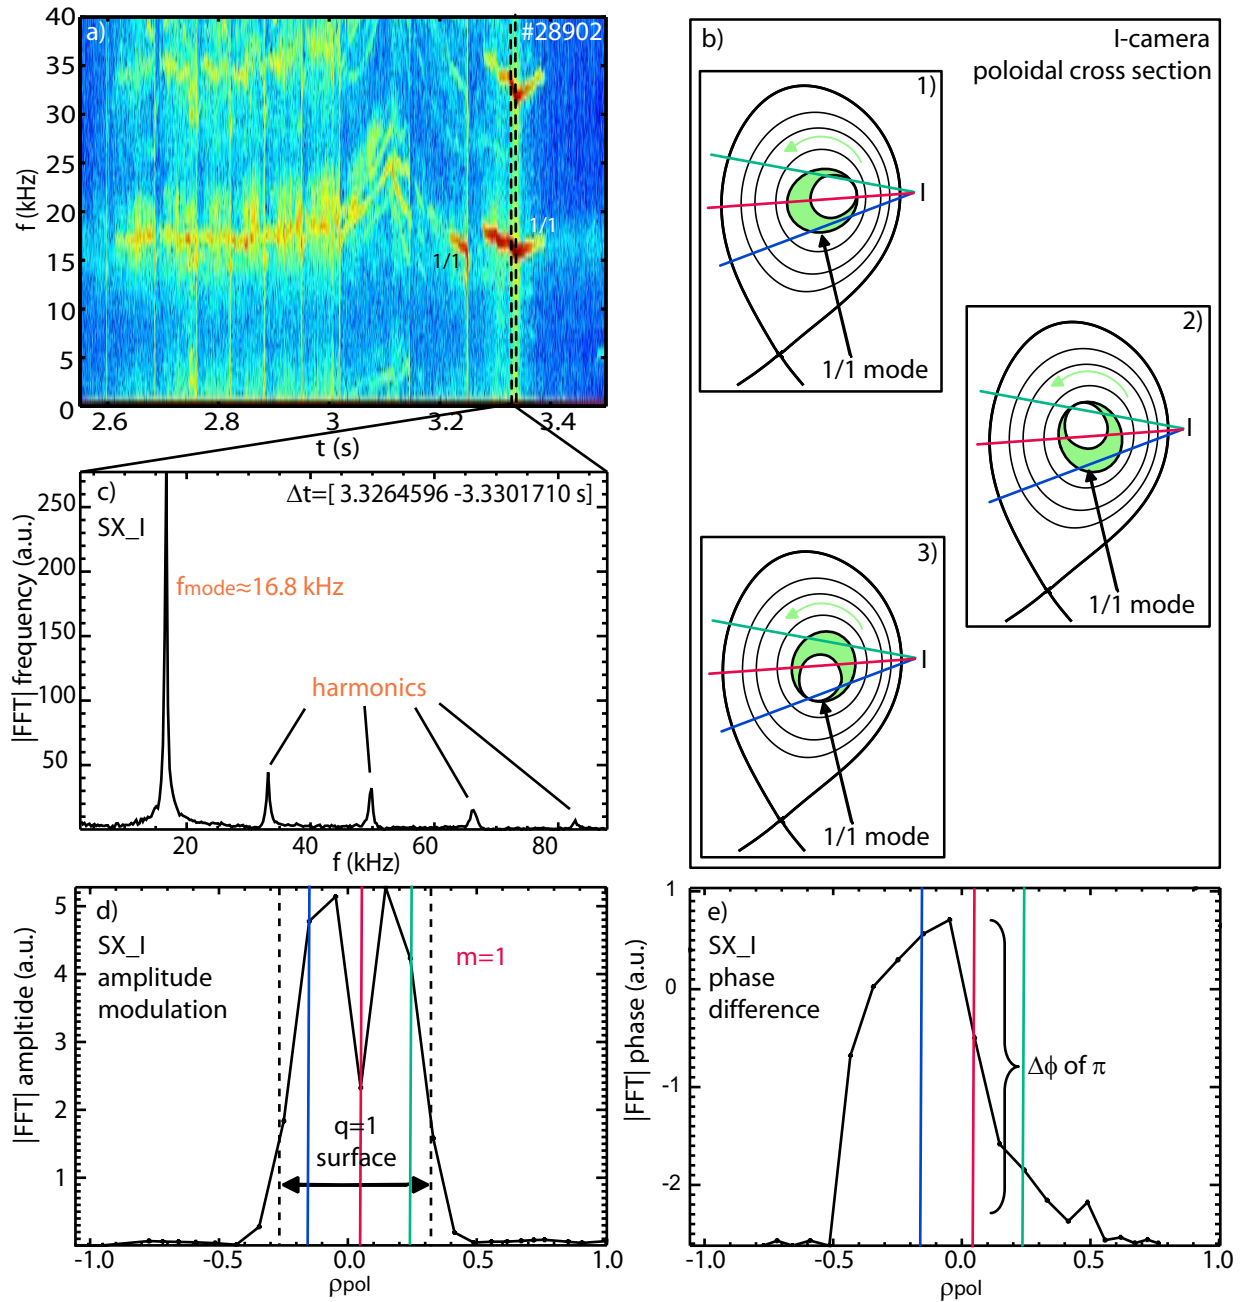 a)
#28902
40
35
30
25
20
15
10
5
0
f (kHz)
1/1
1/1
2.6
2.8
3
3.2
3.4
t (s)
b)
I-camera
poloidal cross section
1)
I
1/1 mode
2)
I
1/1 mode
3)
I
1/1 mode
c)
Δt=[ 3.3264596 -3.3301710 s]
SX_I
fmode≈16.8 kHz
harmonics
|FFT| frequency (a.u.)
250
200
150
100
50
20
40
60
80
f (kHz)
d)
SX_I
amplitude
modulation
m=1
q=1
surface
|FFT| ampltide (a.u.)
5
4
3
2
1
-1.0
-0.5
0.0
0.5
1.0
ρpol
e)
SX_I
phase
difference
Δϕ of π
|FFT| phase (a.u.)
1
0
-1
-2
-1.0
-0.5
0.0
0.5
1.0
ρpol